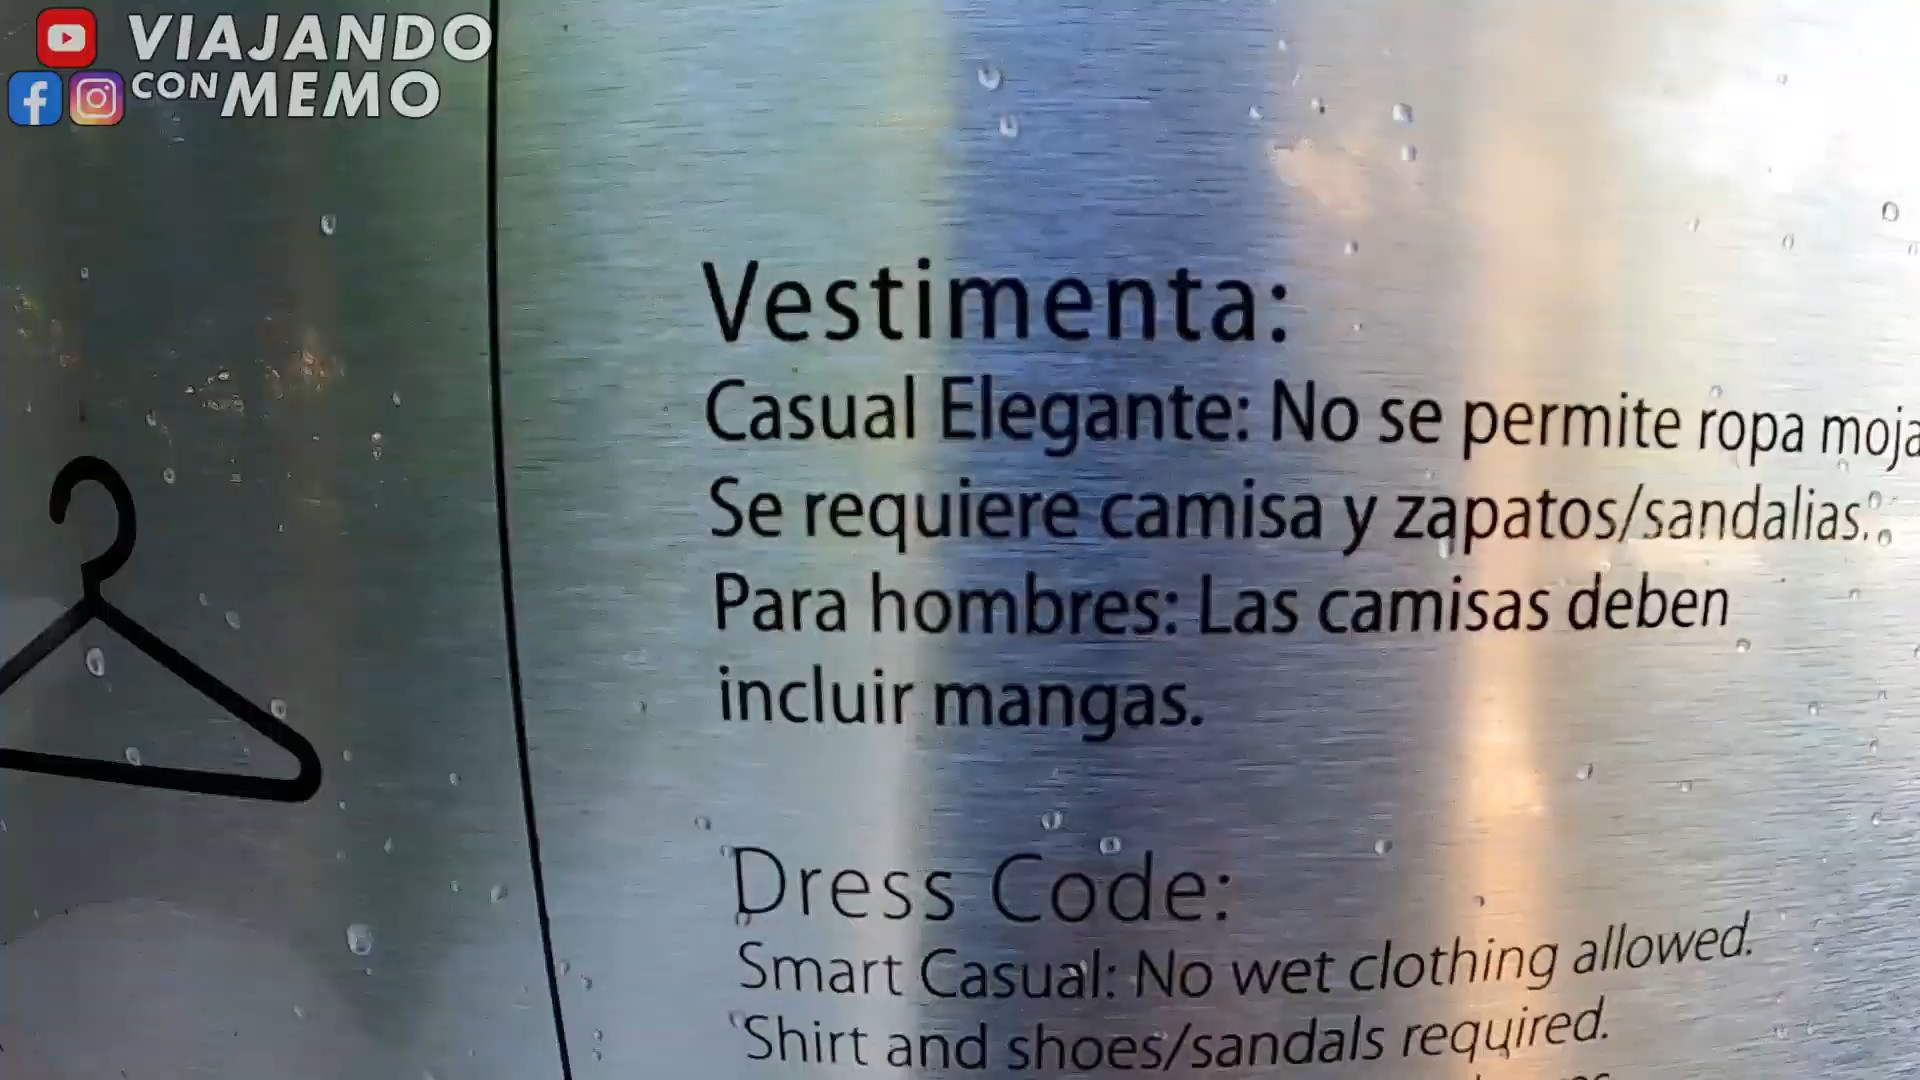 VIAJANDO
CON MEMO
Vestimenta:
Casual Elegante: No se permite ropa moja
Se requiere camisa y zapatos/sandalias.
Para hombres: Las camisas deben
incluir mangas.
Dress Code:
Smart Casual: No wet clothing allowed.
Shirt and shoes/sandals required.